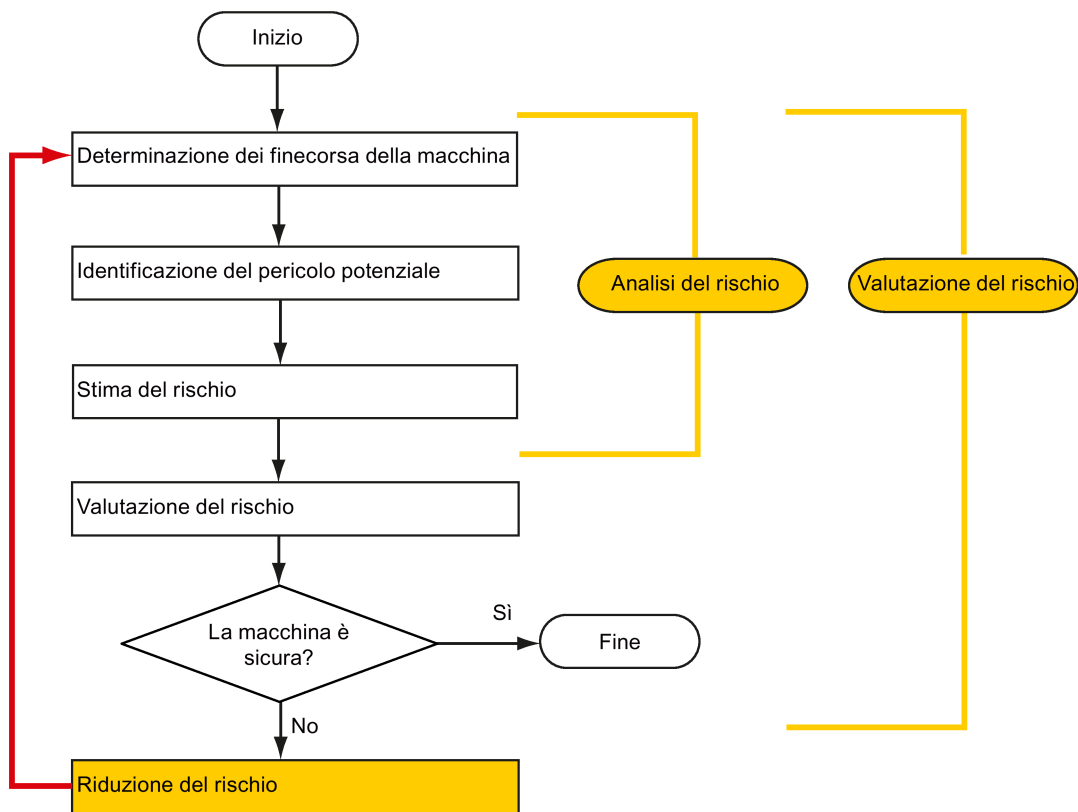 Inizio
Determinazione dei finecorsa della macchina
Identificazione del pericolo potenziale
Analisi del rischio
Valutazione del rischio
Stima del rischio
Valutazione del rischio
La macchina è
sicura?
Sì
Fine
No
Riduzione del rischio